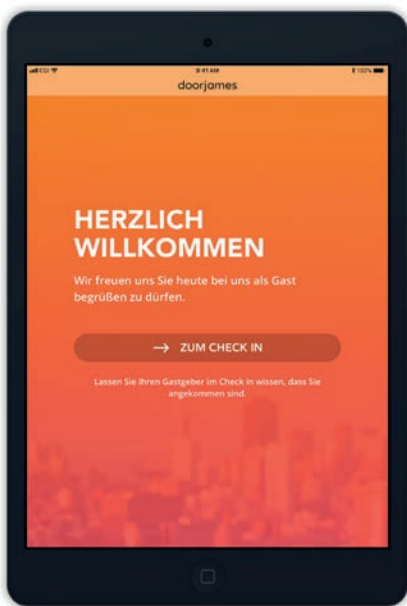 9:41 AM
100%
doorjames
HERZLICH
WILLKOMMEN
Wir freuen uns Sie heute bei uns als Gast
begrüßen zu dürfen.
→ ZUM CHECK IN
Lassen Sie Ihren Gastgeber im Check in wissen, dass Sie
angekommen sind.